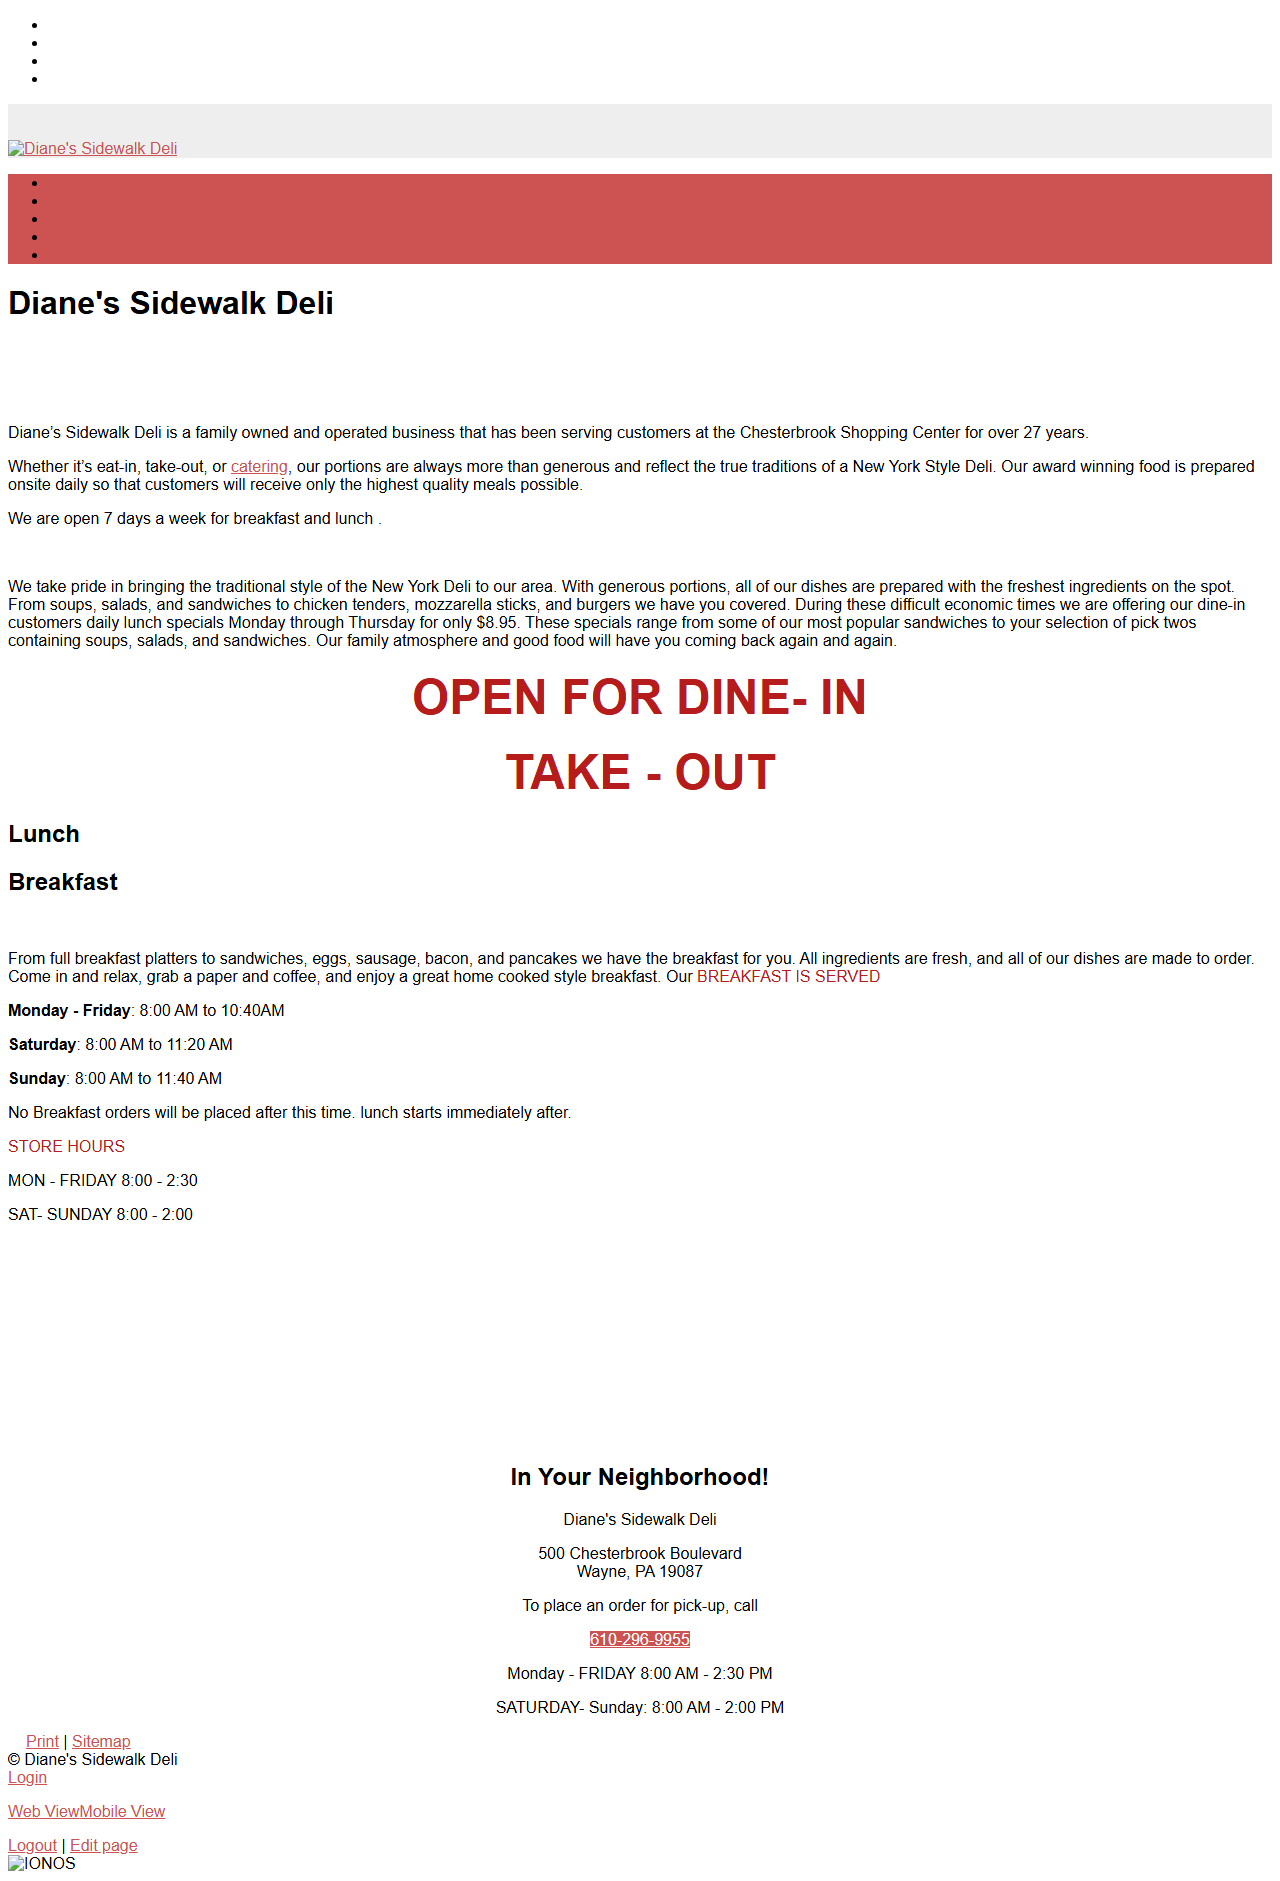 Diane's Sidewalk Deli
Diane's Sidewalk Deli
Diane’s Sidewalk Deli is a family owned and operated business that has been serving customers at the Chesterbrook Shopping Center for over 27 years.
Whether it’s eat-in, take-out, or catering, our portions are always more than generous and reflect the true traditions of a New York Style Deli. Our award winning food is prepared
onsite daily so that customers will receive only the highest quality meals possible.
We are open 7 days a week for breakfast and lunch .
We take pride in bringing the traditional style of the New York Deli to our area. With generous portions, all of our dishes are prepared with the freshest ingredients on the spot.
From soups, salads, and sandwiches to chicken tenders, mozzarella sticks, and burgers we have you covered. During these difficult economic times we are offering our dine-in
customers daily lunch specials Monday through Thursday for only $8.95. These specials range from some of our most popular sandwiches to your selection of pick twos
containing soups, salads, and sandwiches. Our family atmosphere and good food will have you coming back again and again.
OPEN FOR DINE- IN
TAKE - OUT
Lunch
Breakfast
From full breakfast platters to sandwiches, eggs, sausage, bacon, and pancakes we have the breakfast for you. All ingredients are fresh, and all of our dishes are made to order.
Come in and relax, grab a paper and coffee, and enjoy a great home cooked style breakfast. Our BREAKFAST IS SERVED
Monday - Friday: 8:00 AM to 10:40AM
Saturday: 8:00 AM to 11:20 AM
Sunday: 8:00 AM to 11:40 AM
No Breakfast orders will be placed after this time. lunch starts immediately after.
STORE HOURS
MON - FRIDAY 8:00 - 2:30
SAT- SUNDAY 8:00 - 2:00
In Your Neighborhood!
Diane's Sidewalk Deli
500 Chesterbrook Boulevard
Wayne, PA 19087
To place an order for pick-up, call
610-296-9955
Monday - FRIDAY 8:00 AM - 2:30 PM
SATURDAY- Sunday: 8:00 AM - 2:00 PM
Print | Sitemap
© Diane's Sidewalk Deli
Login
Web ViewMobile View
Logout | Edit page
IONOS